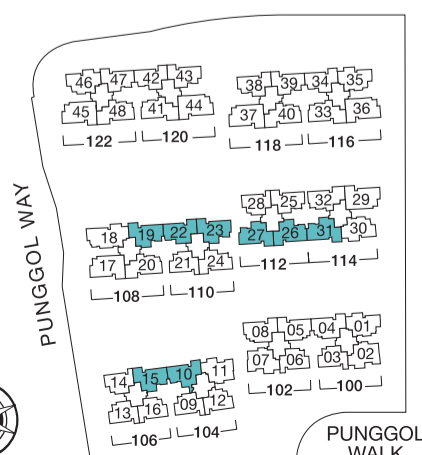 46 47 42 43 38 39 34 35
45 48 41 44 37 40 33 36
122 120 118 116
PUNGGOL WAY
28 25 32 29
18 19 22 23 27 26 31 30
17 20 21 24 112 114
108 110
08 05 04 01
14 15 10 11 07 06 03 02
13 16 09 12 102 100
106 104
PUNGGOL
WALK